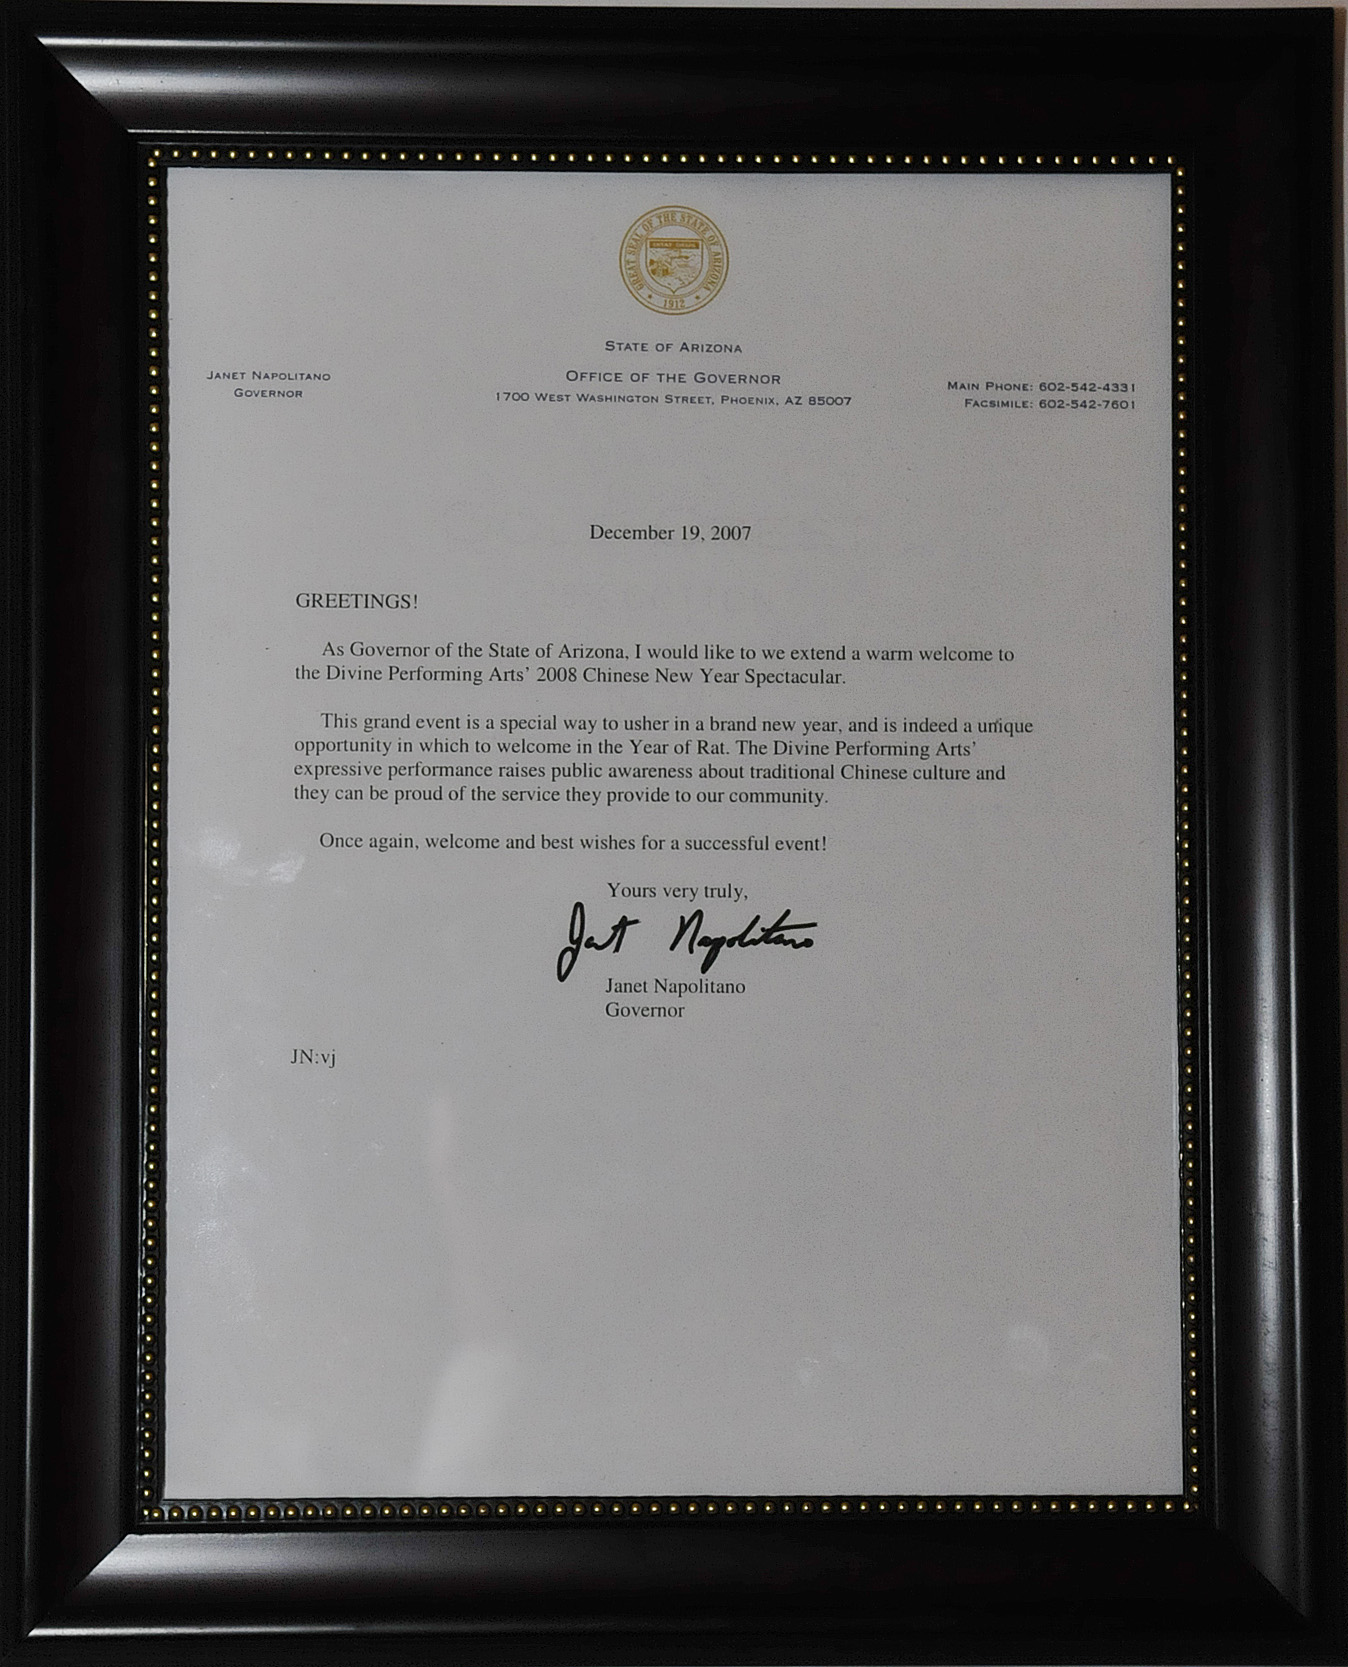 GREAT SEAL OF THE STATE OF ARIZONA
1912
STATE OF ARIZONA
JANET NAPOLITANO
GOVERNOR
OFFICE OF THE GOVERNOR
1700 WEST WASHINGTON STREET, PHOENIX, AZ 85007
MAIN PHONE: 602-542-4331
FACSIMILE: 602-542-7601
December 19, 2007
GREETINGS!
As Governor of the State of Arizona, I would like to we extend a warm welcome to
the Divine Performing Arts' 2008 Chinese New Year Spectacular.
This grand event is a special way to usher in a brand new year, and is indeed a unique
opportunity in which to welcome in the Year of Rat. The Divine Performing Arts'
expressive performance raises public awareness about traditional Chinese culture and
they can be proud of the service they provide to our community.
Once again, welcome and best wishes for a successful event!
Yours very truly,
Janet Napolitano
Janet Napolitano
Governor
JN:vj